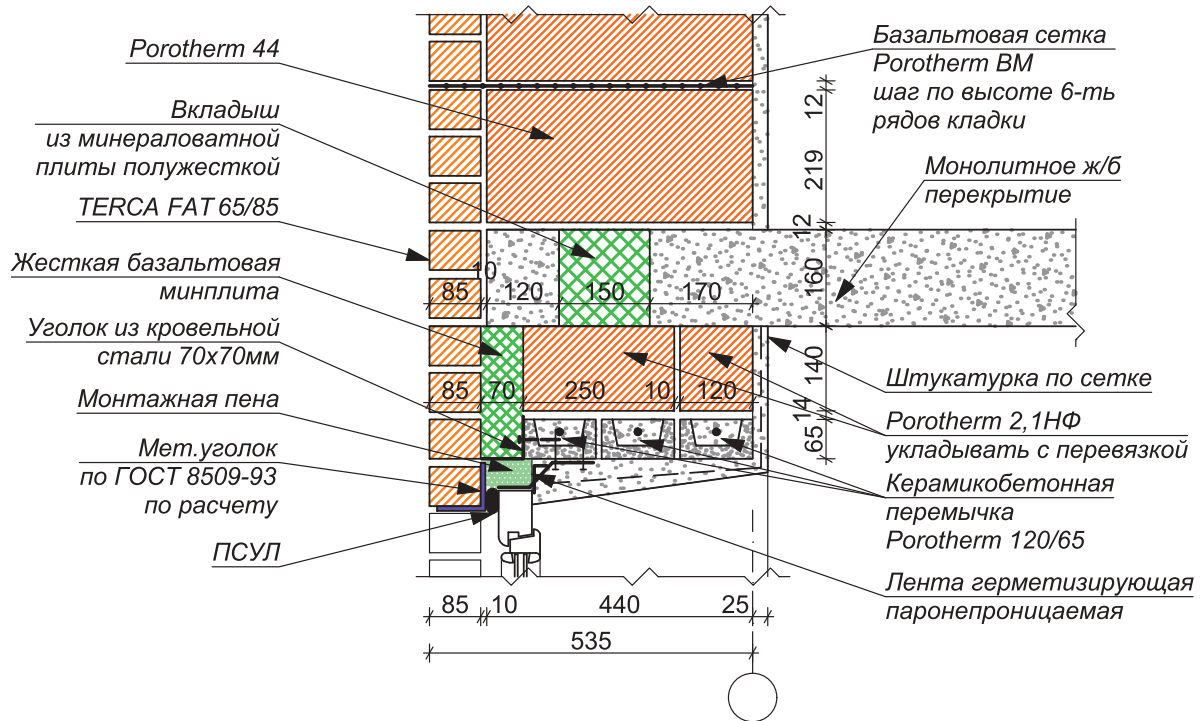 Porotherm 44
Вкладыш
из минераловатной
плиты полужесткой
TERCA FAT 65/85
Жесткая базальтовая
минплита
Уголок из кровельной
стали 70х70мм
Монтажная пена
Мет.уголок
по ГОСТ 8509-93
по расчету
ПСУЛ
Базальтовая сетка
Porotherm BM
шаг по высоте 6-ть
рядов кладки
Монолитное ж/б
перекрытие
Штукатурка по сетке
Porotherm 2,1НФ
укладывать с перевязкой
Керамикобетонная
перемычка
Porotherm 120/65
Лента герметизирующая
паронепроницаемая
12
219
12
160
140
14
65
10
85 120 150 170
85 70 250 10 120
85 10 440 25
535